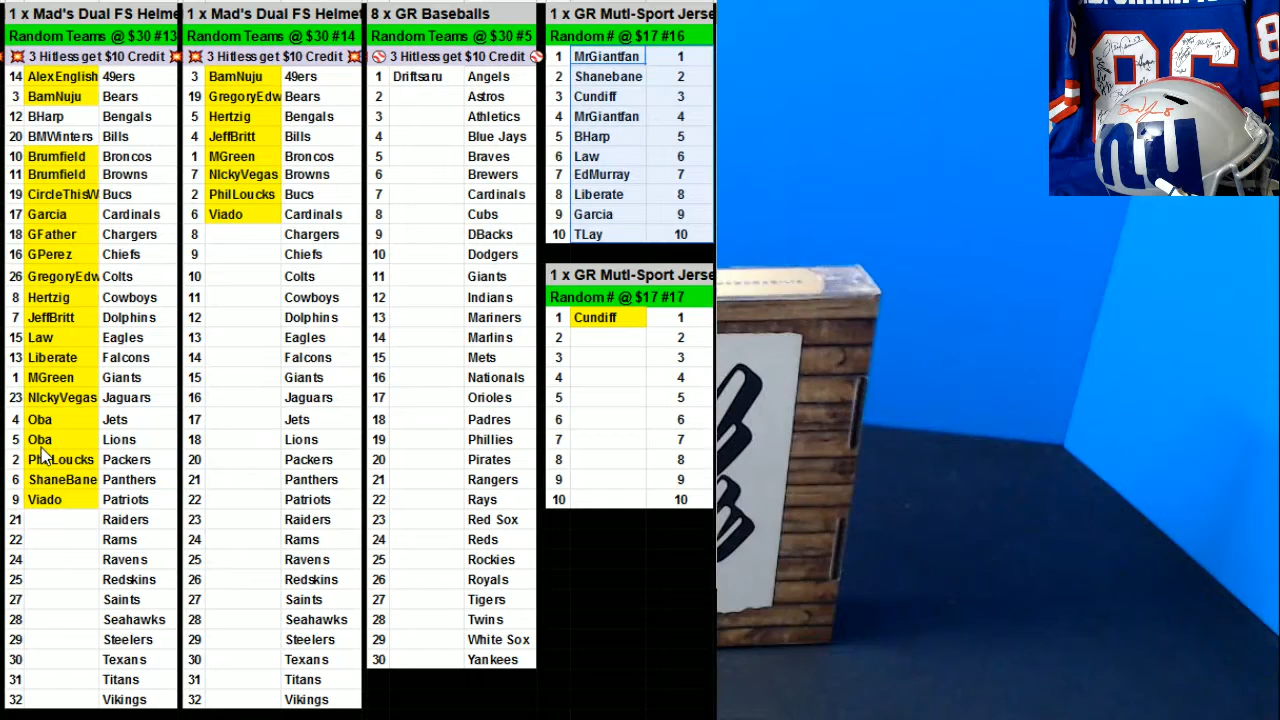 1 x Mad's Dual FS Helme
Random Teams @ $30 #13
3 Hitless get $10 Credit
14 AlexEnglish 49ers
3 BamNuju Bears
12 BHarp Bengals
20 BMWinters Bills
10 Brumfield Broncos
11 Brumfield Browns
19 CircleThisW Bucs
17 Garcia Cardinals
18 GFather Chargers
16 GPerez Chiefs
26 GregoryEdw Colts
8 Hertzig Cowboys
7 JeffBritt Dolphins
15 Law Eagles
13 Liberate Falcons
1 MGreen Giants
23 NIckyVegas Jaguars
4 Oba Jets
5 Oba Lions
2 PhilLoucks Packers
6 ShaneBane Panthers
9 Viado Patriots
21 Raiders
22 Rams
24 Ravens
25 Redskins
27 Saints
28 Seahawks
29 Steelers
30 Texans
31 Titans
32 Vikings
1 x Mad's Dual FS Helmet
Random Teams @ $30 #14
3 Hitless get $10 Credit
3 BamNuju 49ers
19 GregoryEdw Bears
5 Hertzig Bengals
4 JeffBritt Bills
1 MGreen Broncos
7 NIckyVegas Browns
2 PhilLoucks Bucs
6 Viado Cardinals
8 Chargers
9 Chiefs
10 Colts
11 Cowboys
12 Dolphins
13 Eagles
14 Falcons
15 Giants
16 Jaguars
17 Jets
18 Lions
20 Packers
21 Panthers
22 Patriots
23 Raiders
24 Rams
25 Ravens
26 Redskins
27 Saints
28 Seahawks
29 Steelers
30 Texans
31 Titans
32 Vikings
8 x GR Baseballs
Random Teams @ $30 #5
3 Hitless get $10 Credit
1 Driftsaru Angels
2 Astros
3 Athletics
4 Blue Jays
5 Braves
6 Brewers
7 Cardinals
8 Cubs
9 DBacks
10 Dodgers
11 Giants
12 Indians
13 Mariners
14 Marlins
15 Mets
16 Nationals
17 Orioles
18 Padres
19 Phillies
20 Pirates
21 Rangers
22 Rays
23 Red Sox
24 Reds
25 Rockies
26 Royals
27 Tigers
28 Twins
29 White Sox
30 Yankees
1 x GR Mutl-Sport Jerse
Random # @ $17 #16
1 MrGiantfan 1
2 Shanebane 2
3 Cundiff 3
4 MrGiantfan 4
5 BHarp 5
6 Law 6
7 EdMurray 7
8 Liberate 8
9 Garcia 9
10 TLay 10
1 x GR Mutl-Sport Jerse
Random # @ $17 #17
1 Cundiff 1
2 2
3 3
4 4
5 5
6 6
7 7
8 8
9 9
10 10
86
ny